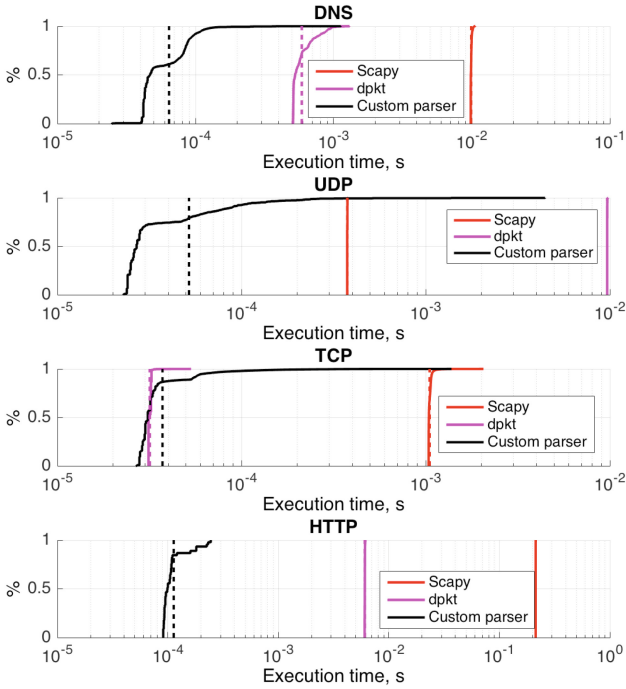 DNS
1
0.5
0
%
Scapy
dpkt
Custom parser
10-5 10-4 10-3 10-2 10-1
Execution time, s
UDP
1
0.5
0
%
Scapy
dpkt
Custom parser
10-5 10-4 10-3 10-2
Execution time, s
TCP
1
0.5
0
%
Scapy
dpkt
Custom parser
10-5 10-4 10-3 10-2
Execution time, s
HTTP
1
0.5
0
%
Scapy
dpkt
Custom parser
10-5 10-4 10-3 10-2 10-1 100
Execution time, s